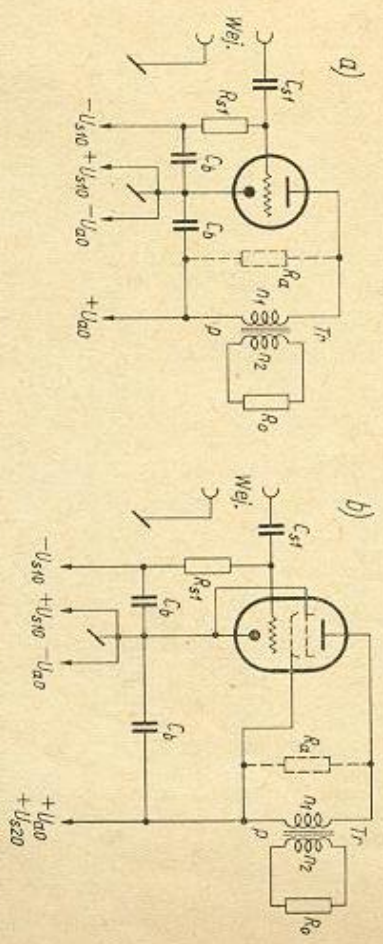 a)
Wej.
Cs1
Rs1
Cb
Cb
Ra
n1
n2
Tr
p
Ro
-Us10 +Us10 -Ua0
+Ua0
b)
Wej.
Cs1
Rs1
Cb
Cb
Ra
n1
n2
Tr
p
Ro
-Us10 +Us10 -Ua0
+Ua0
+Us20